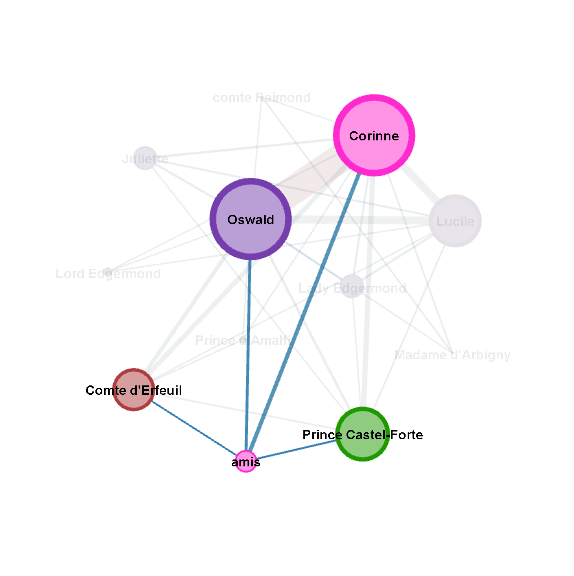 comte Raimond
Corinne
Juliette
Oswald
Lucile
Lord Edgermond
Lady Edgermond
Prince d'Amalfi
Madame d'Arbigny
Comte d'Erfeuil
Prince Castel-Forte
amis